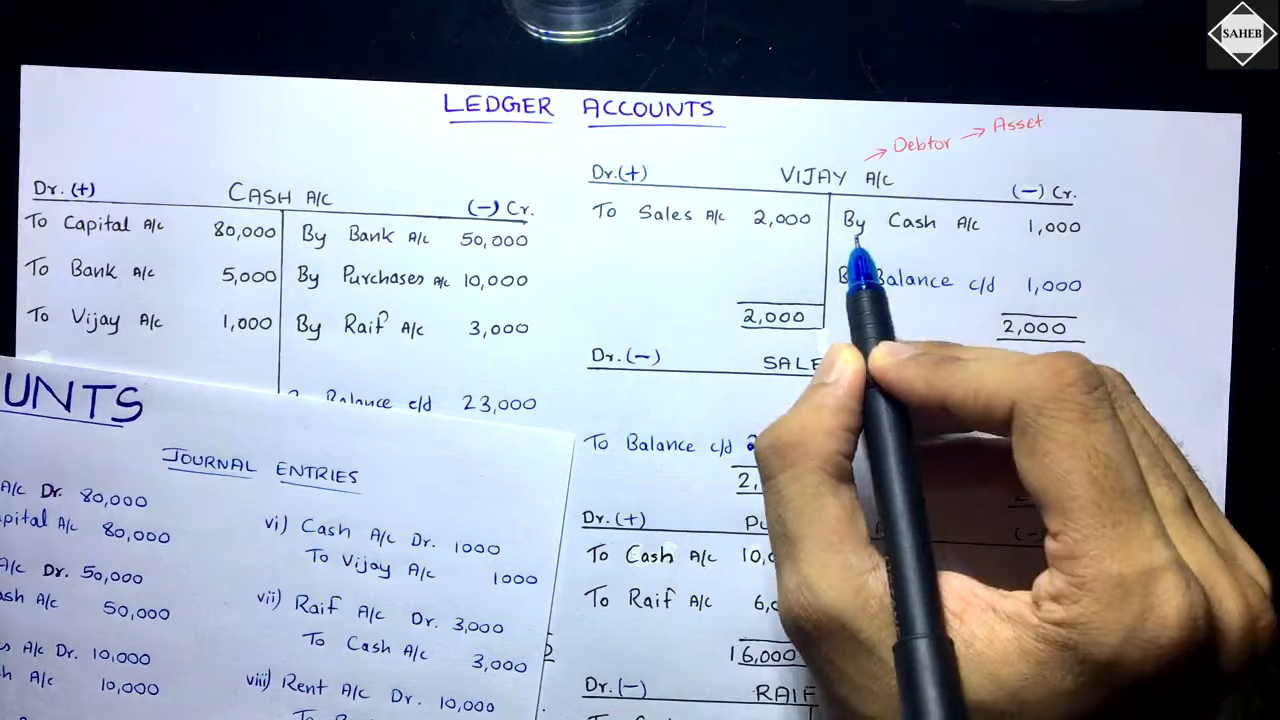 SAHEB
LEDGER ACCOUNTS
Dr. (+) CASH A/c (-) Cr.
To Capital A/c 80,000 By Bank A/c 50,000
To Bank A/c 5,000 By Purchases A/c 10,000
To Vijay A/c 1,000 By Raif A/c 3,000
Balance c/d 23,000
→ Debtor → Asset
Dr. (+) VIJAY A/c (-) Cr.
To Sales A/c 2,000 By Cash A/c 1,000
Balance c/d 1,000
2,000 2,000
Dr. (-)
To Balance c/d
Dr. (+)
To Cash A/c
To Raif A/c
16,000
Dr. (-) RAIF
UNTS
JOURNAL ENTRIES
A/c Dr. 80,000
pital A/c 80,000
A/c Dr. 50,000
ash A/c 50,000
A/c Dr. 10,000
A/c 10,000
vi) Cash A/c Dr. 1000
To Vijay A/c 1000
vii) Raif A/c Dr. 3,000
To Cash A/c 3,000
viii) Rent A/c Dr. 10,000